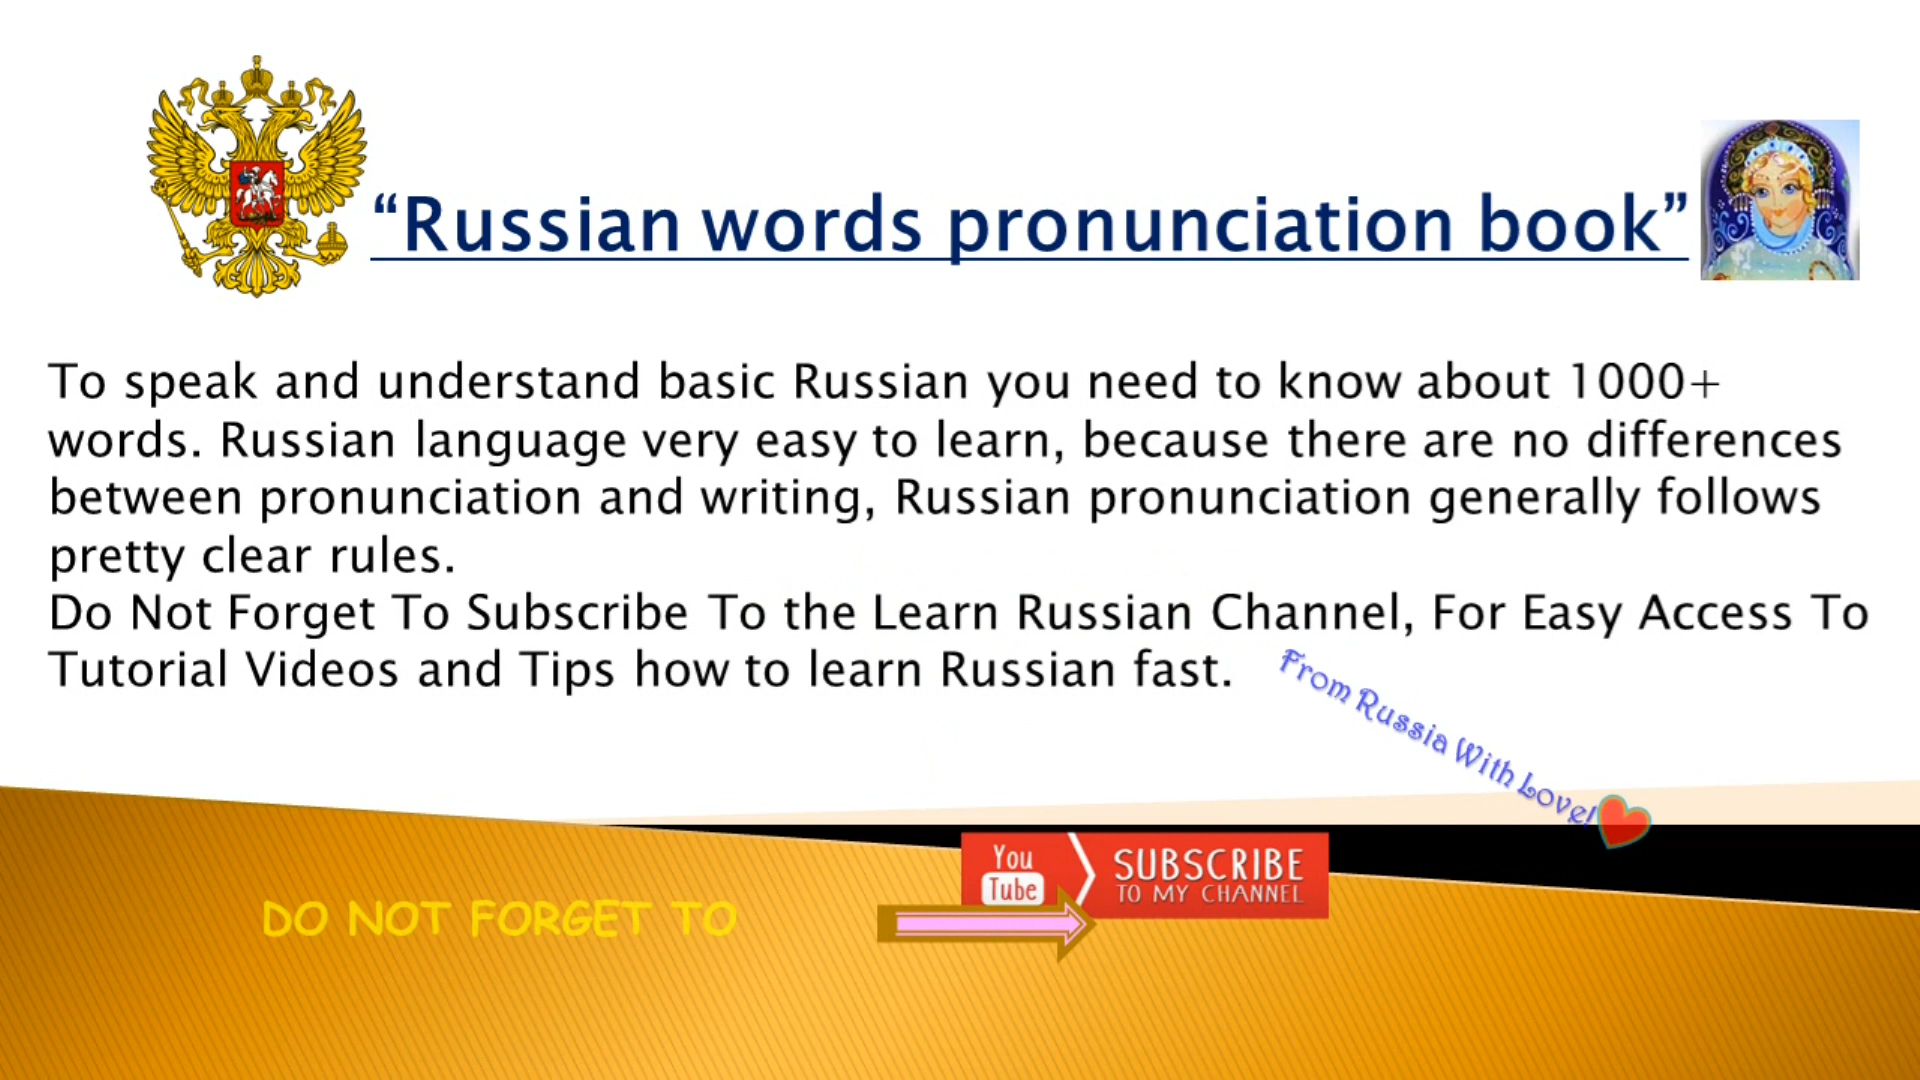 “Russian words pronunciation book”
To speak and understand basic Russian you need to know about 1000+
words. Russian language very easy to learn, because there are no differences
between pronunciation and writing, Russian pronunciation generally follows
pretty clear rules.
Do Not Forget To Subscribe To the Learn Russian Channel, For Easy Access To
Tutorial Videos and Tips how to learn Russian fast.
From Russia With Love!
You
Tube
SUBSCRIBE
TO MY CHANNEL
DO NOT FORGET TO